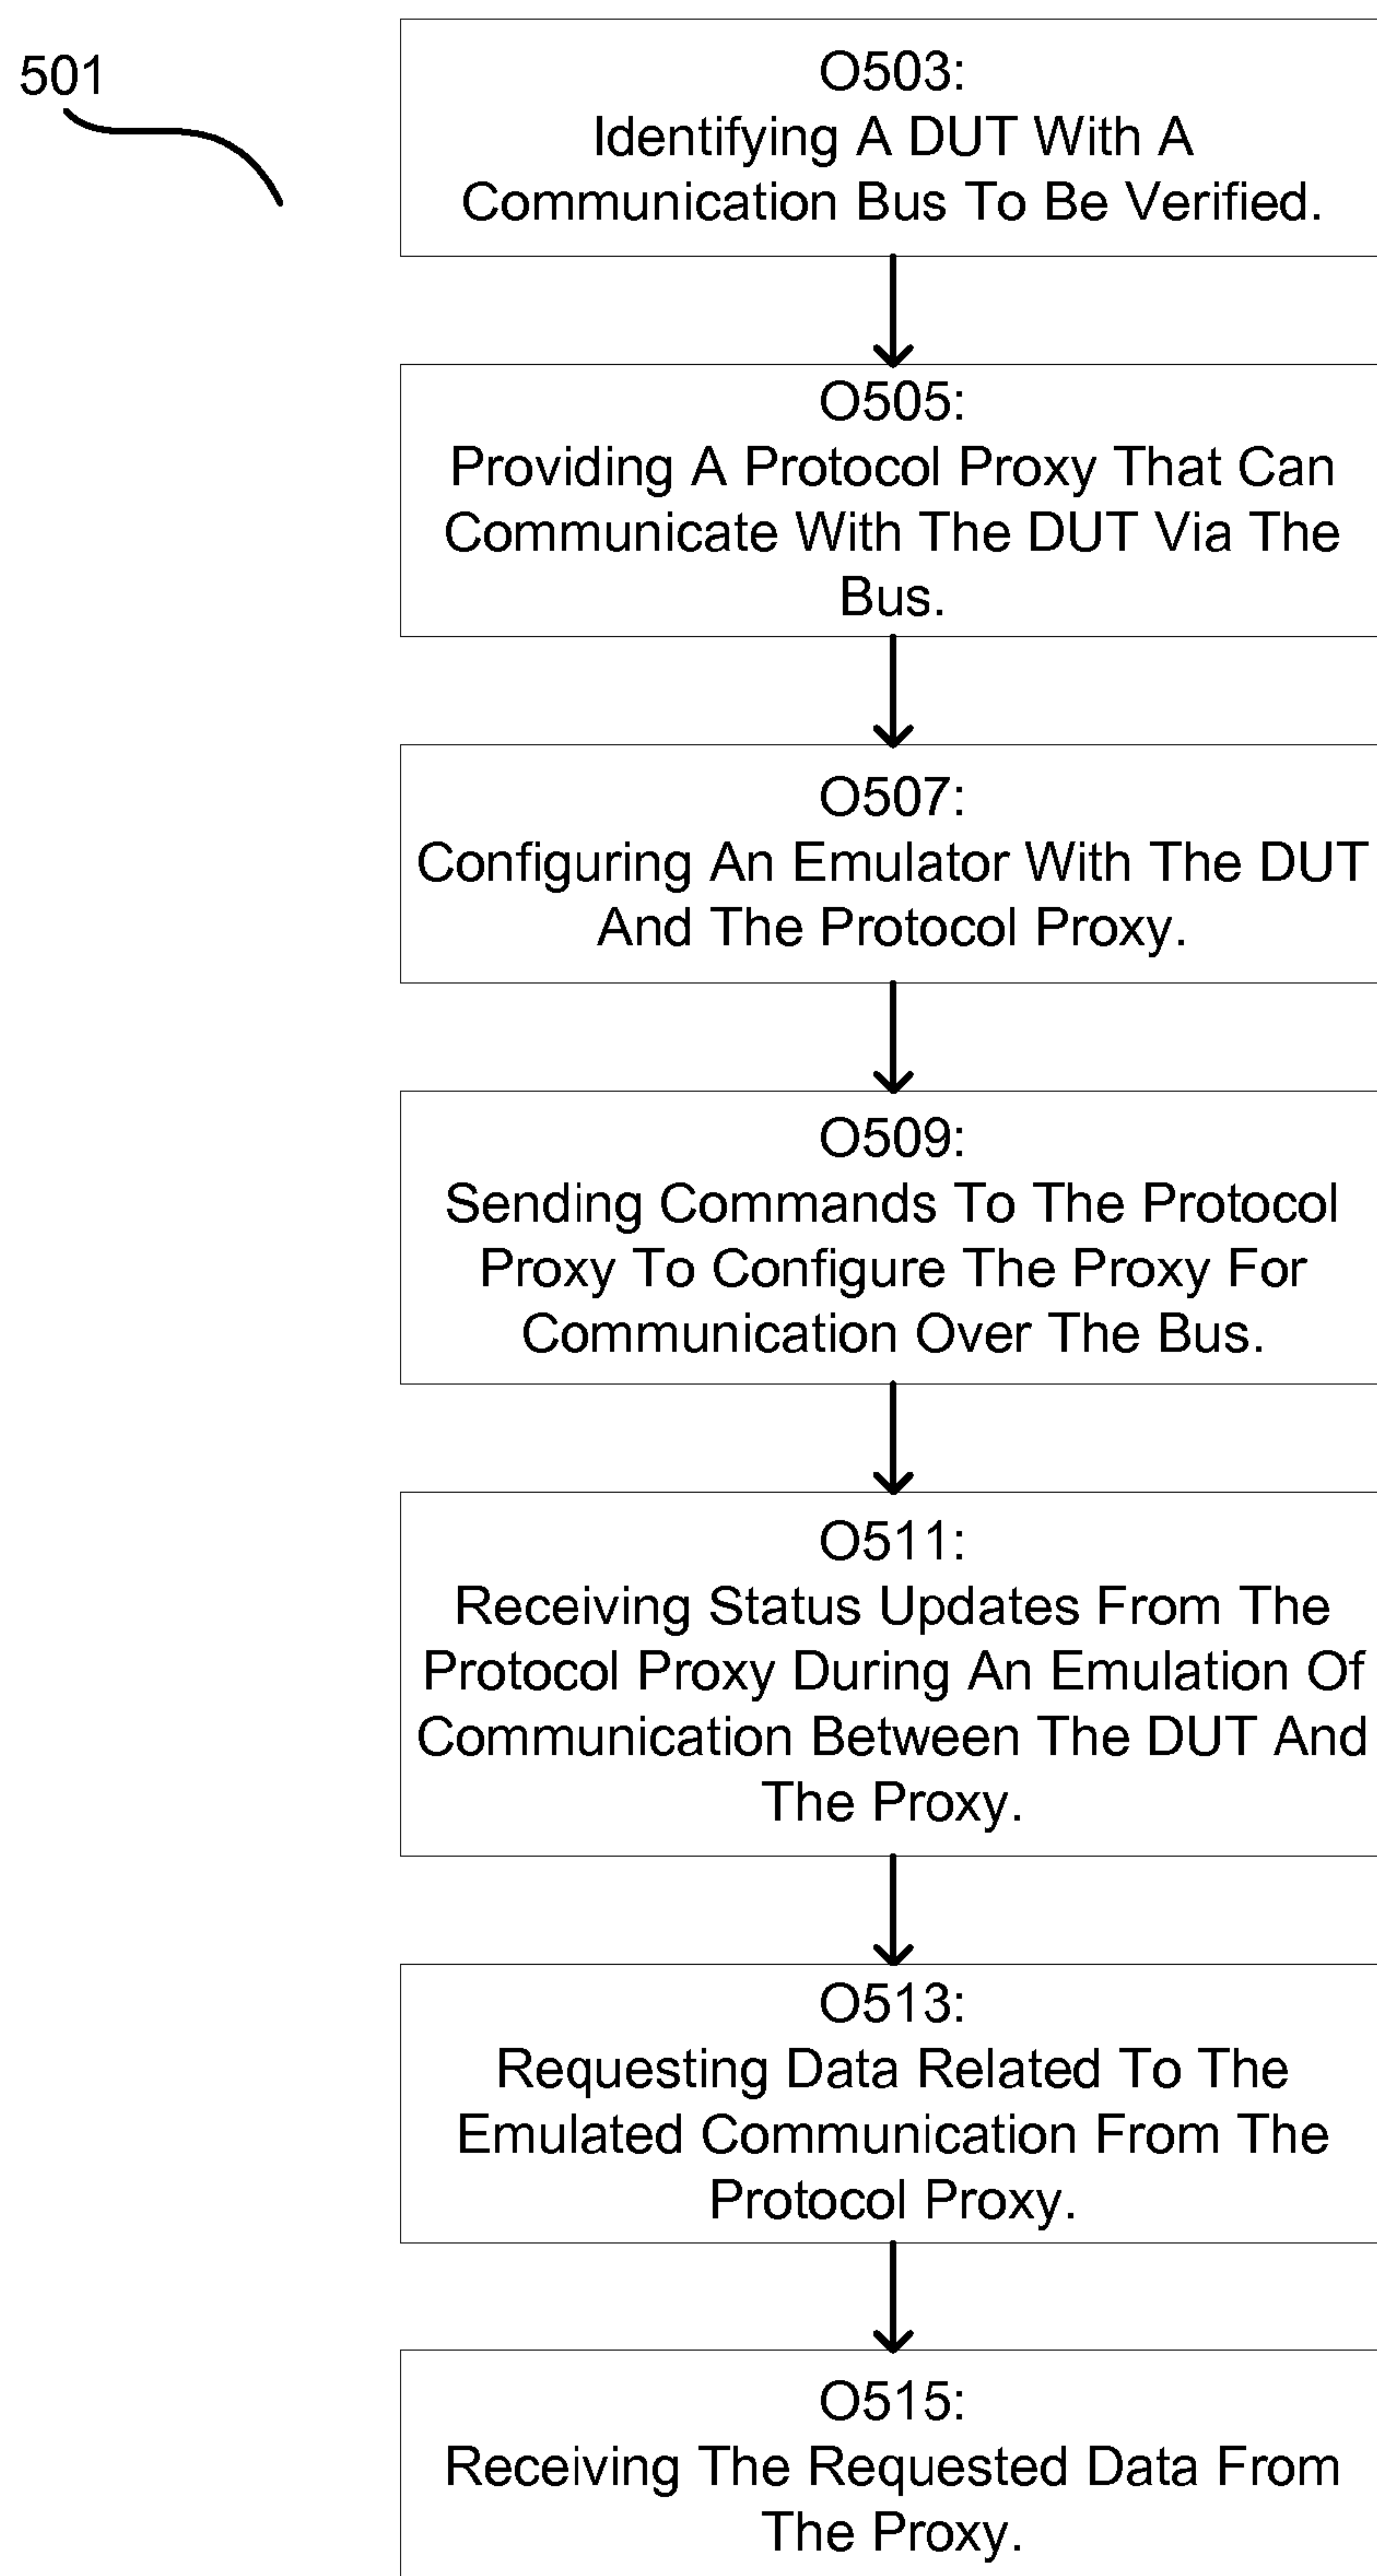 501
O503:
Identifying A DUT With A
Communication Bus To Be Verified.
O505:
Providing A Protocol Proxy That Can
Communicate With The DUT Via The
Bus.
O507:
Configuring An Emulator With The DUT
And The Protocol Proxy.
O509:
Sending Commands To The Protocol
Proxy To Configure The Proxy For
Communication Over The Bus.
O511:
Receiving Status Updates From The
Protocol Proxy During An Emulation Of
Communication Between The DUT And
The Proxy.
O513:
Requesting Data Related To The
Emulated Communication From The
Protocol Proxy.
O515:
Receiving The Requested Data From
The Proxy.